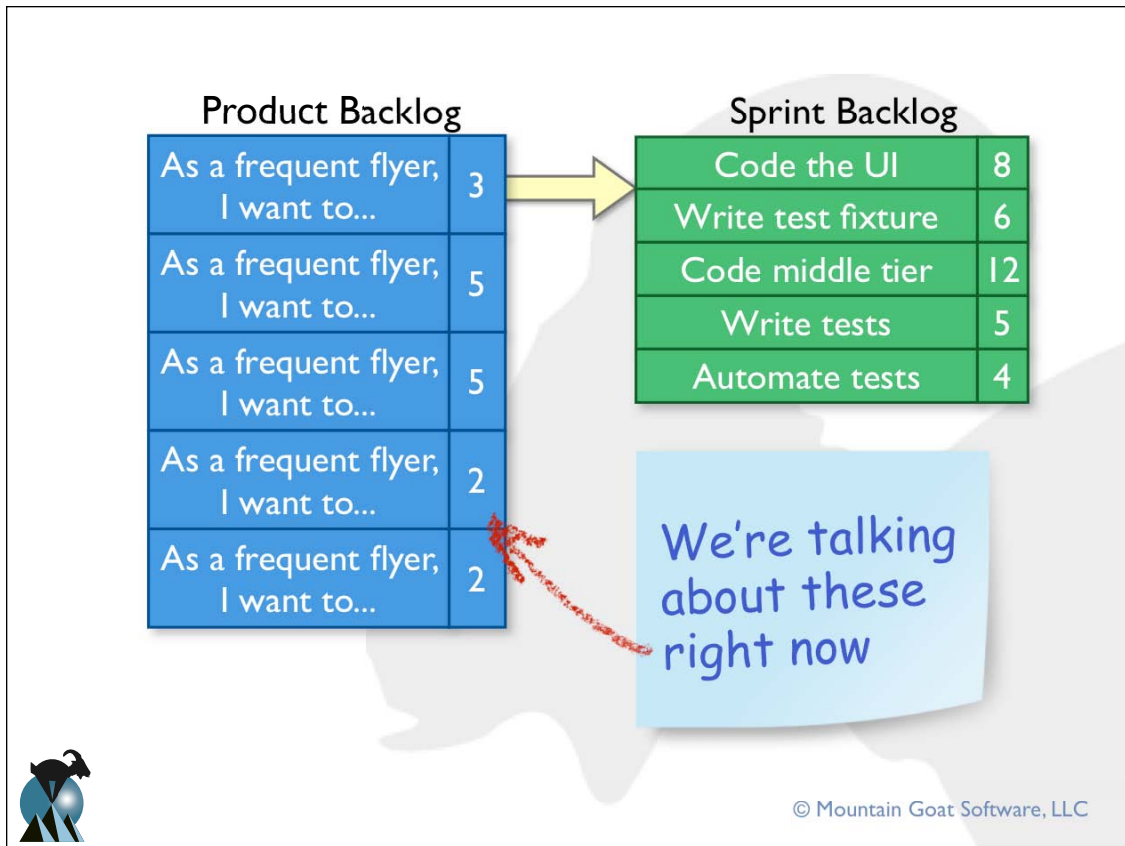 Product Backlog
As a frequent flyer,
I want to...
3
As a frequent flyer,
I want to...
5
As a frequent flyer,
I want to...
5
As a frequent flyer,
I want to...
2
As a frequent flyer,
I want to...
2
Sprint Backlog
Code the UI 8
Write test fixture 6
Code middle tier 12
Write tests 5
Automate tests 4
We're talking
about these
right now
© Mountain Goat Software, LLC